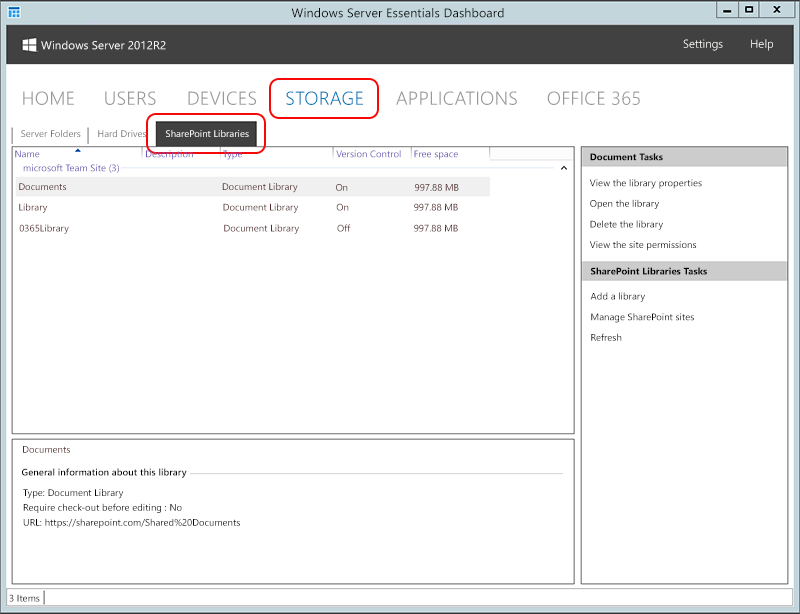 Windows Server Essentials Dashboard
Windows Server 2012R2
Settings Help
HOME USERS DEVICES STORAGE APPLICATIONS OFFICE 365
Server Folders Hard Drives SharePoint Libraries
Name Description Type Version Control Free space
microsoft Team Site (3)
Documents Document Library On 997.88 MB
Library Document Library On 997.88 MB
0365Library Document Library Off 997.88 MB
Document Tasks
View the library properties
Open the library
Delete the library
View the site permissions
SharePoint Libraries Tasks
Add a library
Manage SharePoint sites
Refresh
Documents
General information about this library
Type: Document Library
Require check-out before editing : No
URL: https://sharepoint.com/Shared%20Documents
3 Items